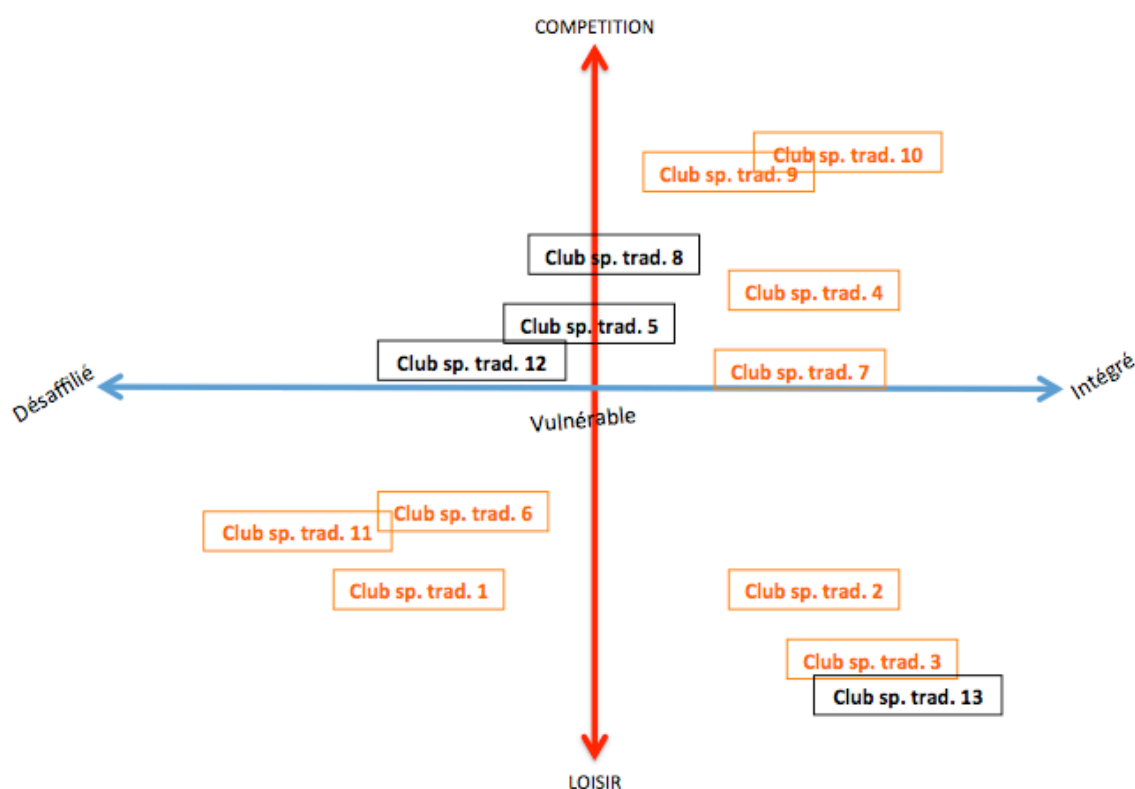 COMPETITION
Club sp. trad. 10
Club sp. trad. 9
Club sp. trad. 8
Club sp. trad. 4
Club sp. trad. 5
Club sp. trad. 12
Club sp. trad. 7
Désaffilié
Intégré
Vulnérable
Club sp. trad. 6
Club sp. trad. 11
Club sp. trad. 1
Club sp. trad. 2
Club sp. trad. 3
Club sp. trad. 13
LOISIR